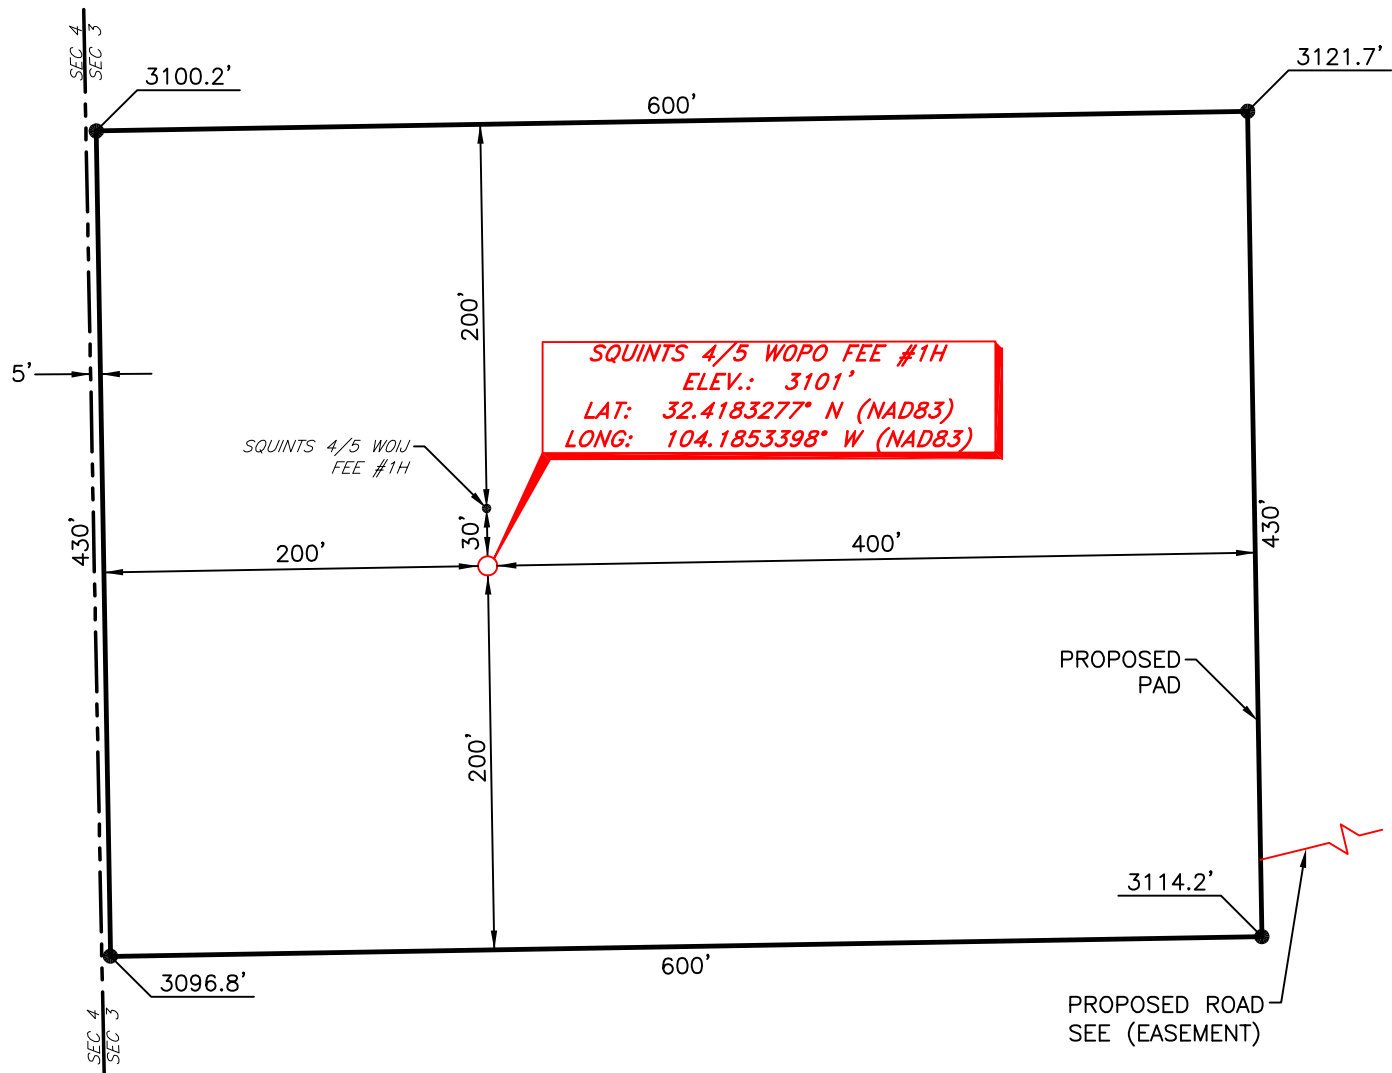 SEC 4
SEC 3
3100.2'
600'
3121.7'
200'
5'
SQUINTS 4/5 W0PO FEE #1H
ELEV.: 3101'
LAT: 32.4183277° N (NAD83)
LONG: 104.1853398° W (NAD83)
SQUINTS 4/5 W0IJ
FEE #1H
430'
200'
30'
400'
430'
PROPOSED
PAD
200'
3114.2'
600'
3096.8'
PROPOSED ROAD
SEE (EASEMENT)
SEC 4
SEC 3